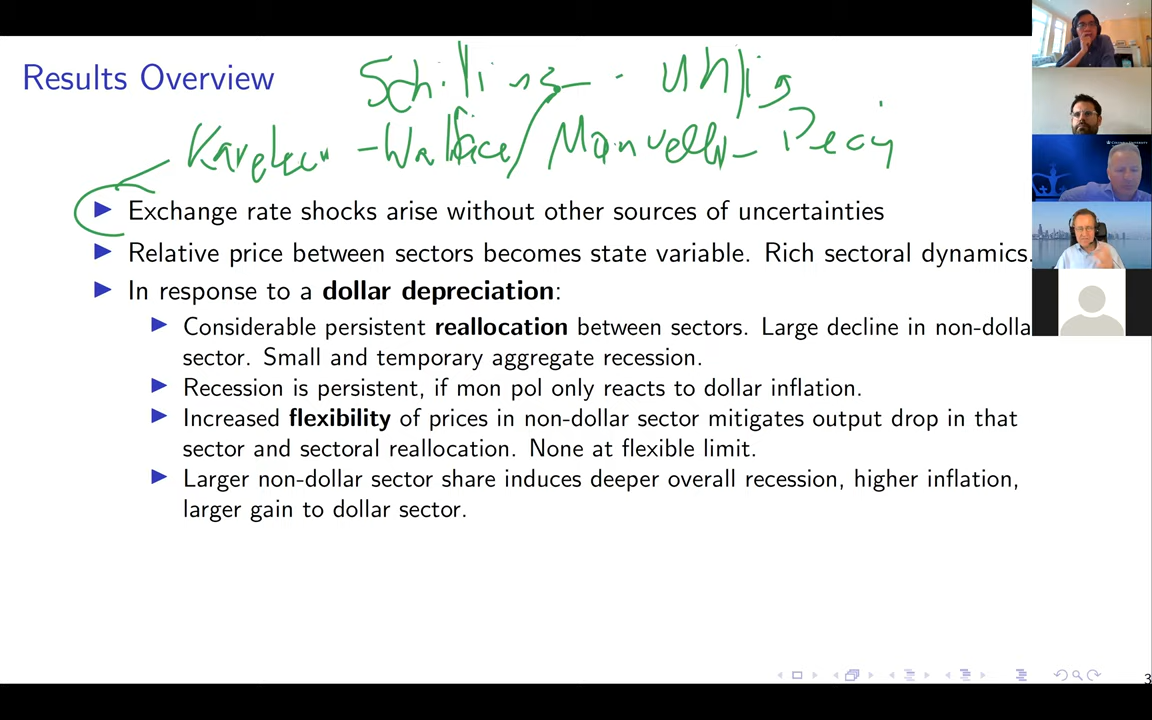 Results Overview
Schilling - Uhlig
Kareken - Wallace / Manuelli - Peck
▶ Exchange rate shocks arise without other sources of uncertainties
▶ Relative price between sectors becomes state variable. Rich sectoral dynamics.
▶ In response to a dollar depreciation:
▶ Considerable persistent reallocation between sectors. Large decline in non-dolla
sector. Small and temporary aggregate recession.
▶ Recession is persistent, if mon pol only reacts to dollar inflation.
▶ Increased flexibility of prices in non-dollar sector mitigates output drop in that
sector and sectoral reallocation. None at flexible limit.
▶ Larger non-dollar sector share induces deeper overall recession, higher inflation,
larger gain to dollar sector.
3